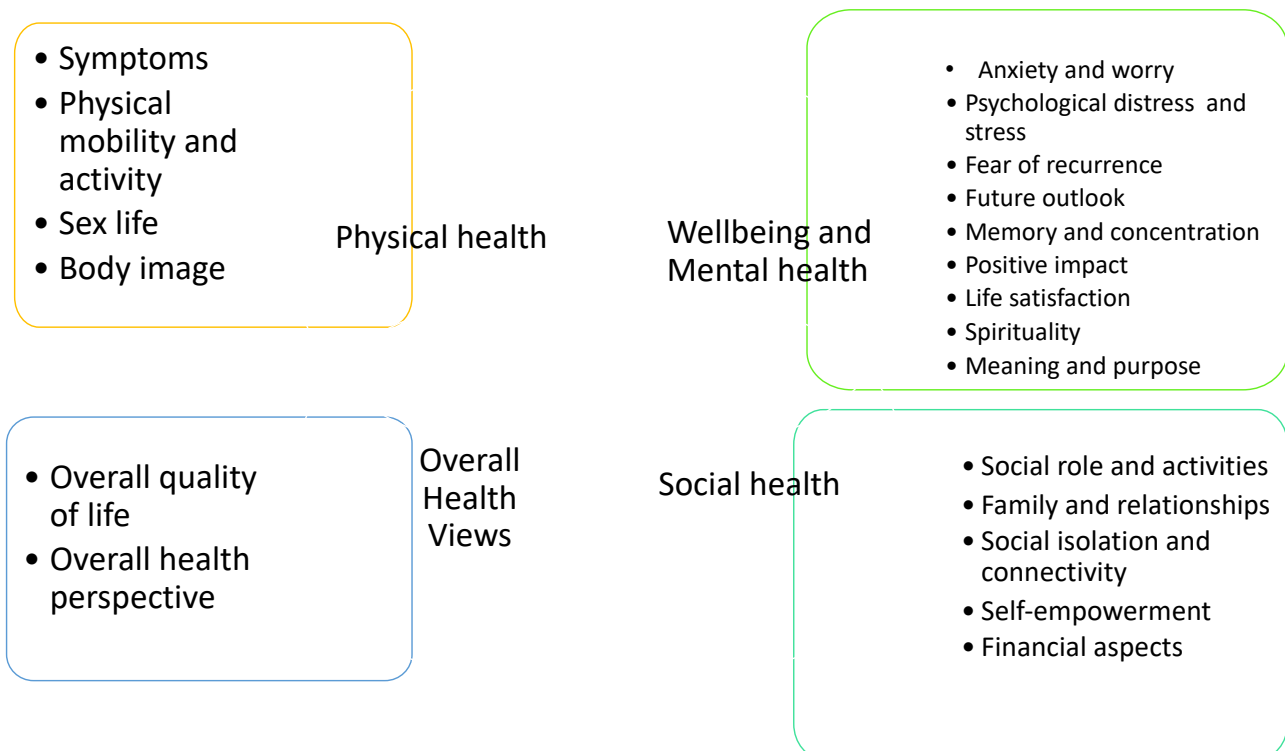 • Symptoms
• Physical
mobility and
activity
• Sex life
• Body image
Physical health
Wellbeing and
Mental health
• Anxiety and worry
• Psychological distress and
stress
• Fear of recurrence
• Future outlook
• Memory and concentration
• Positive impact
• Life satisfaction
• Spirituality
• Meaning and purpose
• Overall quality
of life
• Overall health
perspective
Overall
Health
Views
Social health
• Social role and activities
• Family and relationships
• Social isolation and
connectivity
• Self-empowerment
• Financial aspects